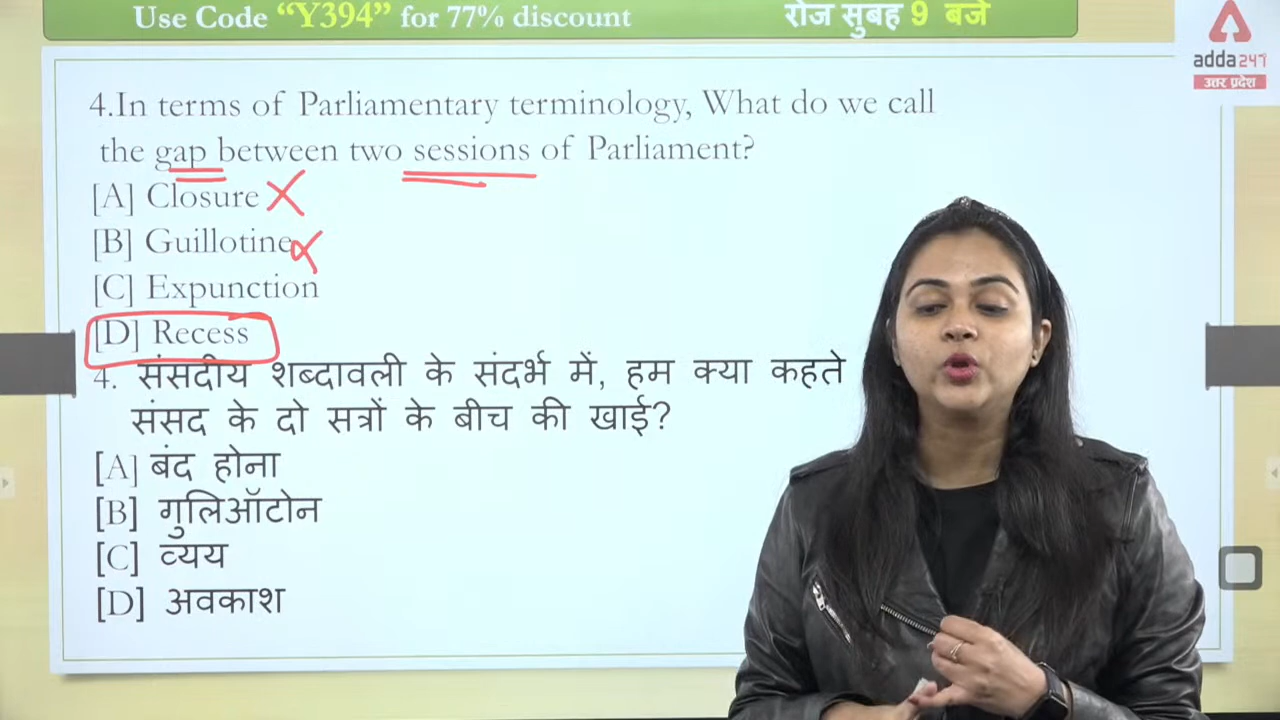 Use Code “Y394” for 77% discount
रोज सुबह 9 बजे
adda247
उत्तर प्रदेश
4.In terms of Parliamentary terminology, What do we call
the gap between two sessions of Parliament?
[A] Closure
[B] Guillotine
[C] Expunction
[D] Recess
4. संसदीय शब्दावली के संदर्भ में, हम क्या कहते
संसद के दो सत्रों के बीच की खाई?
[A] बंद होना
[B] गुलिऑटोन
[C] व्यय
[D] अवकाश